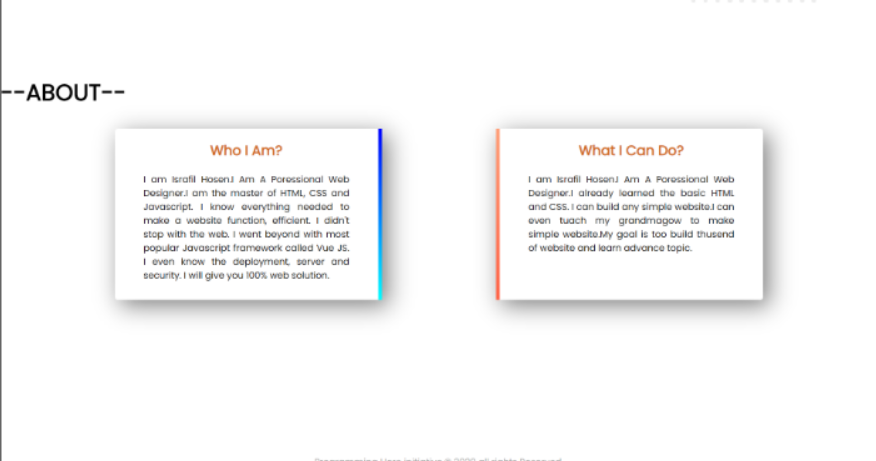 --ABOUT--
Who I Am?
I am Israfil Hosen.I Am A Poressional Web
Designer.I am the master of HTML, CSS and
Javascript. I know everything needed to
make a website function, efficient. I didn't
stop with the web. I went beyond with most
popular Javascript framework called Vue JS.
I even know the deployment, server and
security. I will give you 100% web solution.
What I Can Do?
I am Israfil Hosen.I Am A Poressional Web
Designer.I already learned the basic HTML
and CSS. I can build any simple website.I can
even tuach my grandmagow to make
simple website.My goal is too build thusend
of website and learn advance topic.